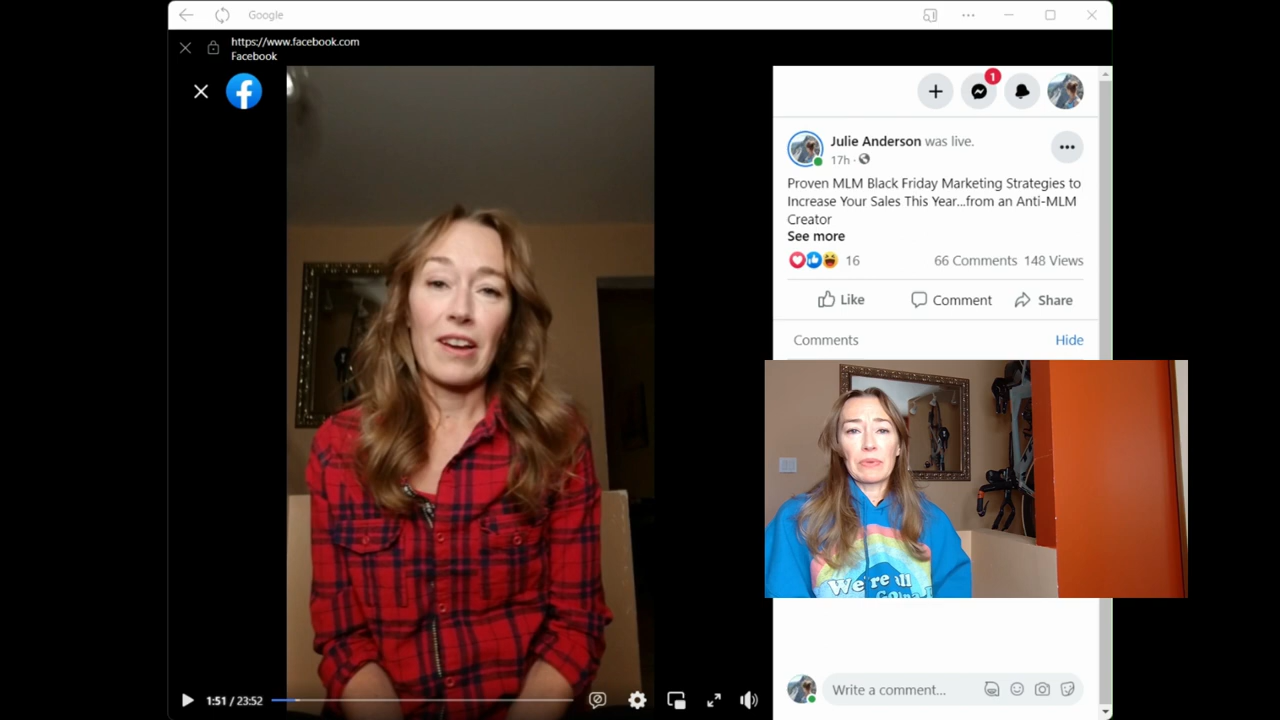 Google
https://www.facebook.com
Facebook
1
Julie Anderson was live.
17h ·
Proven MLM Black Friday Marketing Strategies to
Increase Your Sales This Year...from an Anti-MLM
Creator
See more
16 66 Comments 148 Views
Like Comment Share
Comments Hide
We're All
1:51 / 23:52
Write a comment...